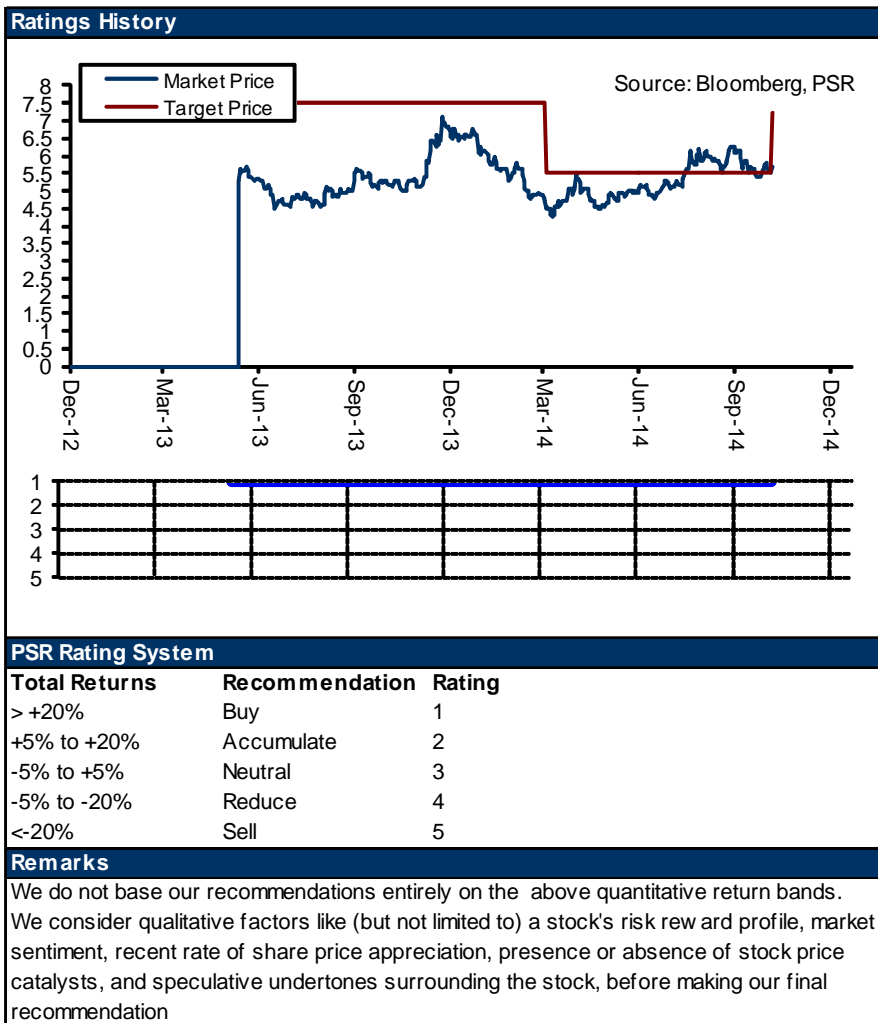 Ratings History
Market Price
Target Price
Source: Bloomberg, PSR
8
7.5
7
6.5
6
5.5
5
4.5
4
3.5
3
2.5
2
1.5
1
0.5
0
Dec-12
Mar-13
Jun-13
Sep-13
Dec-13
Mar-14
Jun-14
Sep-14
Dec-14
1
2
3
4
5
PSR Rating System
Total Returns Recommendation Rating
> +20% Buy 1
+5% to +20% Accumulate 2
-5% to +5% Neutral 3
-5% to -20% Reduce 4
<-20% Sell 5
Remarks
We do not base our recommendations entirely on the above quantitative return bands.
We consider qualitative factors like (but not limited to) a stock's risk reward profile, market
sentiment, recent rate of share price appreciation, presence or absence of stock price
catalysts, and speculative undertones surrounding the stock, before making our final
recommendation